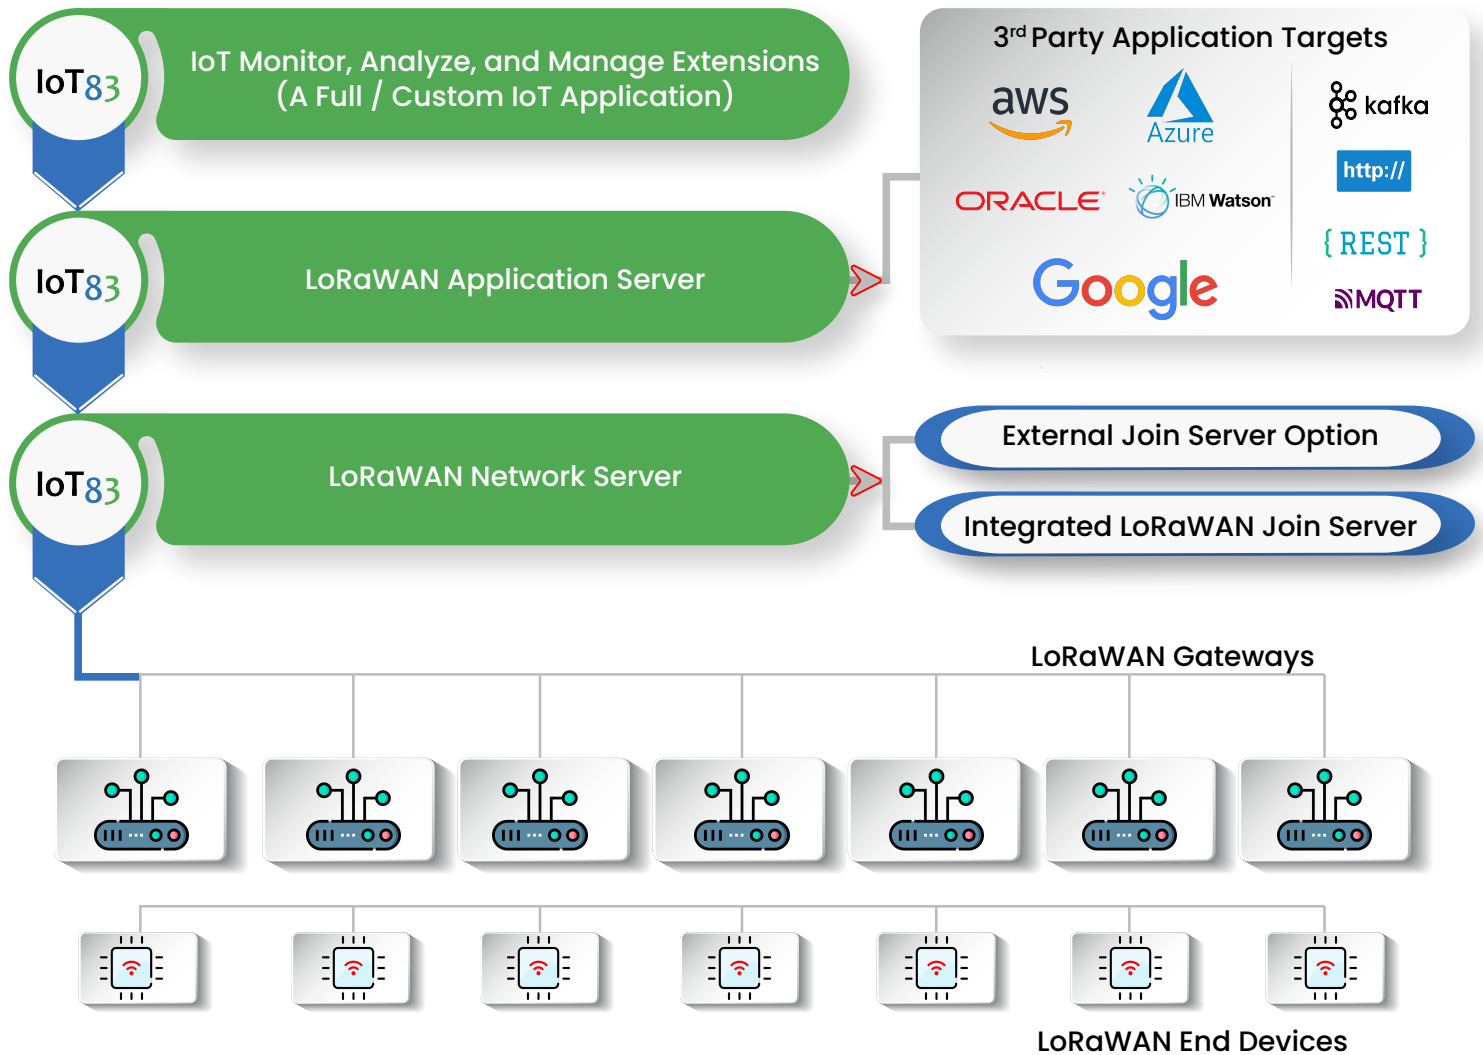 IoT83
IoT Monitor, Analyze, and Manage Extensions
(A Full / Custom IoT Application)
3rd Party Application Targets
aws
Azure
kafka
http://
ORACLE
IBM Watson
{ REST }
Google
MQTT
IoT83
LoRaWAN Application Server
IoT83
LoRaWAN Network Server
External Join Server Option
Integrated LoRaWAN Join Server
LoRaWAN Gateways
LoRaWAN End Devices